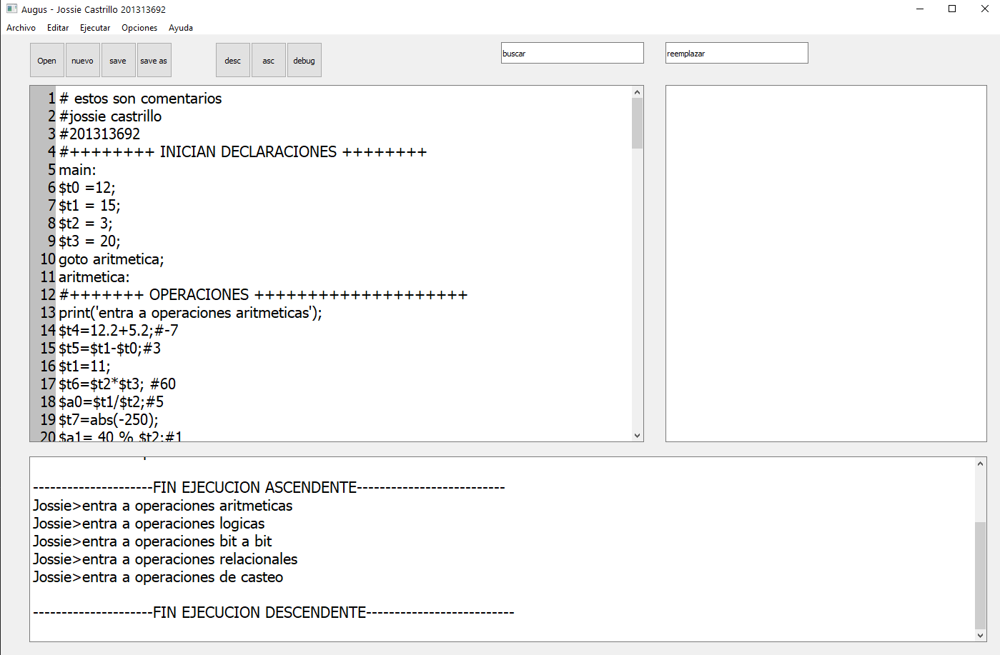 Augus - Jossie Castrillo 201313692
Archivo Editar Ejecutar Opciones Ayuda
Open nuevo save save as desc asc debug buscar reemplazar
1 # estos son comentarios
2 #jossie castrillo
3 #201313692
4 #++++++++ INICIAN DECLARACIONES ++++++++
5 main:
6 $t0 =12;
7 $t1 = 15;
8 $t2 = 3;
9 $t3 = 20;
10 goto aritmetica;
11 aritmetica:
12 #+++++++ OPERACIONES ++++++++++++++++++++
13 print('entra a operaciones aritmeticas');
14 $t4=12.2+5.2;#-7
15 $t5=$t1-$t0;#3
16 $t1=11;
17 $t6=$t2*$t3; #60
18 $a0=$t1/$t2;#5
19 $t7=abs(-250);
20 $a1= 40 % $t2;#1
---------------------FIN EJECUCION ASCENDENTE--------------------------
Jossie>entra a operaciones aritmeticas
Jossie>entra a operaciones logicas
Jossie>entra a operaciones bit a bit
Jossie>entra a operaciones relacionales
Jossie>entra a operaciones de casteo
---------------------FIN EJECUCION DESCENDENTE--------------------------